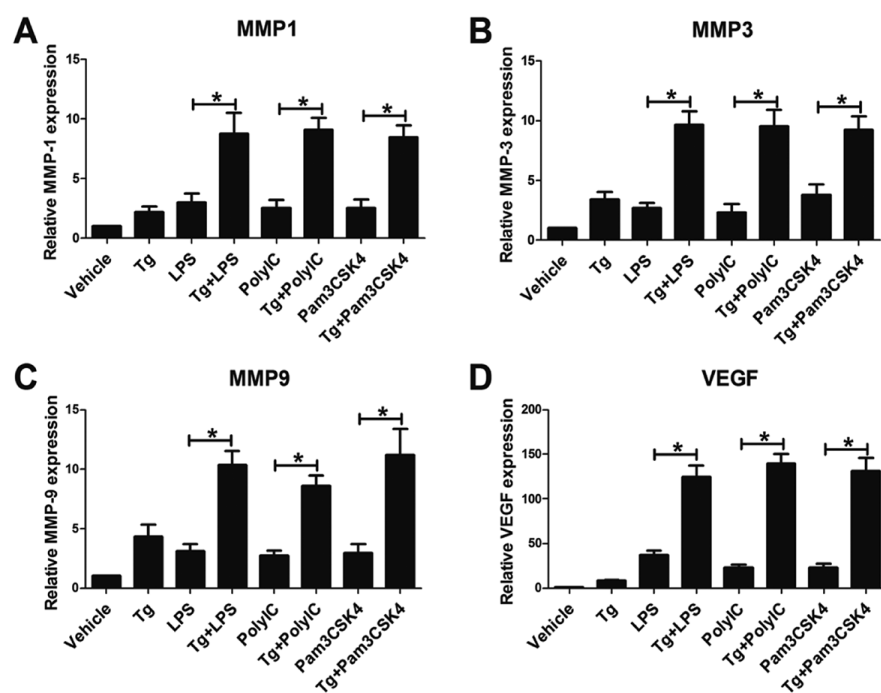 A
MMP1
Relative MMP-1 expression
15
10
5
0
*
*
*
Vehicle
Tg
LPS
Tg+LPS
PolyIC
Tg+PolyIC
Pam3CSK4
Tg+Pam3CSK4
B
MMP3
Relative MMP-3 expression
15
10
5
0
*
*
*
Vehicle
Tg
LPS
Tg+LPS
PolyIC
Tg+PolyIC
Pam3CSK4
Tg+Pam3CSK4
C
MMP9
Relative MMP-9 expression
15
10
5
0
*
*
*
Vehicle
Tg
LPS
Tg+LPS
PolyIC
Tg+PolyIC
Pam3CSK4
Tg+Pam3CSK4
D
VEGF
Relative VEGF expression
200
150
100
50
0
*
*
*
Vehicle
Tg
LPS
Tg+LPS
PolyIC
Tg+PolyIC
Pam3CSK4
Tg+Pam3CSK4